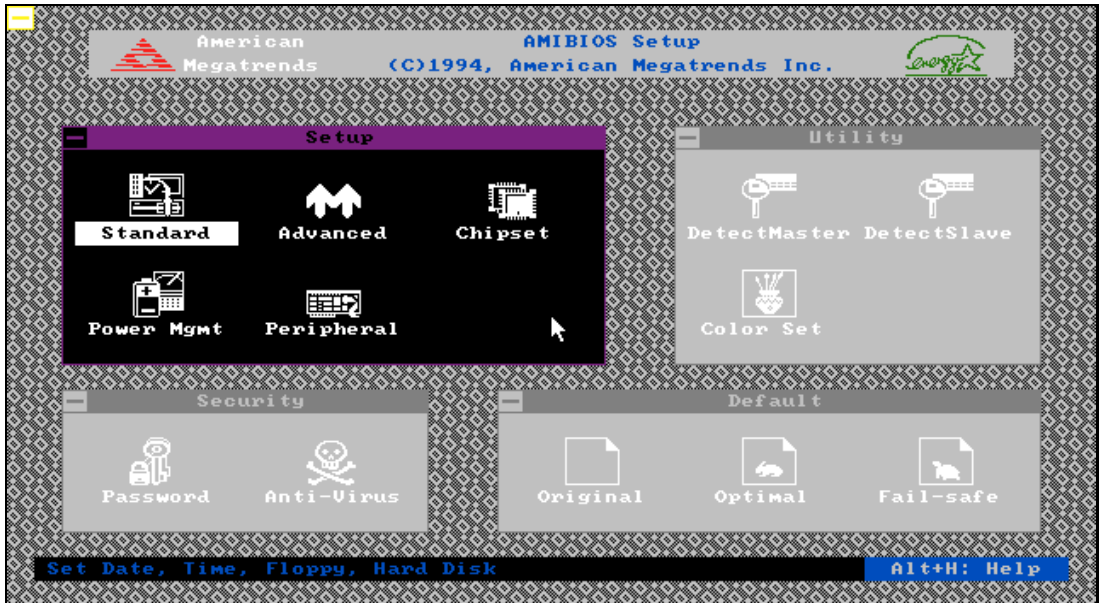 American
Megatrends
AMIBIOS Setup
(C)1994, American Megatrends Inc.
energy
Setup
Standard
Advanced
Chipset
Power Mgmt
Peripheral
Utility
DetectMaster
DetectSlave
Color Set
Security
Password
Anti-Virus
Default
Original
Optimal
Fail-safe
Set Date, Time, Floppy, Hard Disk
Alt+H: Help